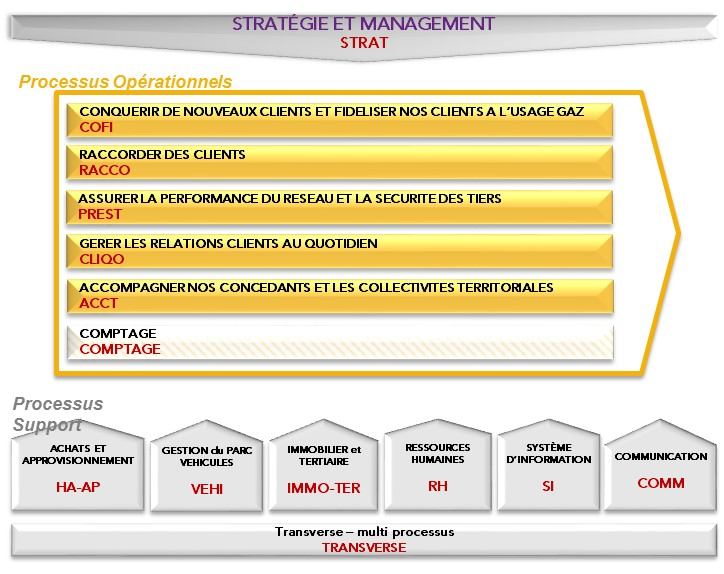 STRATÉGIE ET MANAGEMENT
STRAT
Processus Opérationnels
CONQUERIR DE NOUVEAUX CLIENTS ET FIDELISER NOS CLIENTS A L'USAGE GAZ
COFI
RACCORDER DES CLIENTS
RACCO
ASSURER LA PERFORMANCE DU RESEAU ET LA SECURITE DES TIERS
PREST
GERER LES RELATIONS CLIENTS AU QUOTIDIEN
CLIQO
ACCOMPAGNER NOS CONCEDANTS ET LES COLLECTIVITES TERRITORIALES
ACCT
COMPTAGE
COMPTAGE
Processus
Support
ACHATS ET
APPROVISIONNEMENT
HA-AP
GESTION du PARC
VEHICULES
VEHI
IMMOBILIER et
TERTIAIRE
IMMO-TER
RESSOURCES
HUMAINES
RH
SYSTÈME
D'INFORMATION
SI
COMMUNICATION
COMM
Transverse – multi processus
TRANSVERSE